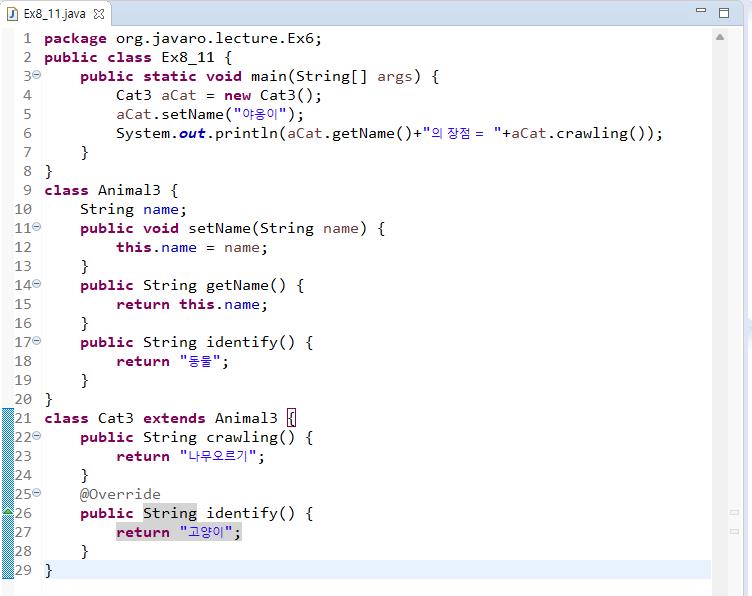 Ex8_11.java
1 package org.javaro.lecture.Ex6;
2 public class Ex8_11 {
3 public static void main(String[] args) {
4 Cat3 aCat = new Cat3();
5 aCat.setName("야옹이");
6 System.out.println(aCat.getName()+"의 장점 = "+aCat.crawling());
7 }
8 }
9 class Animal3 {
10 String name;
11 public void setName(String name) {
12 this.name = name;
13 }
14 public String getName() {
15 return this.name;
16 }
17 public String identify() {
18 return "동물";
19 }
20 }
21 class Cat3 extends Animal3 {
22 public String crawling() {
23 return "나무오르기";
24 }
25 @Override
26 public String identify() {
27 return "고양이";
28 }
29 }